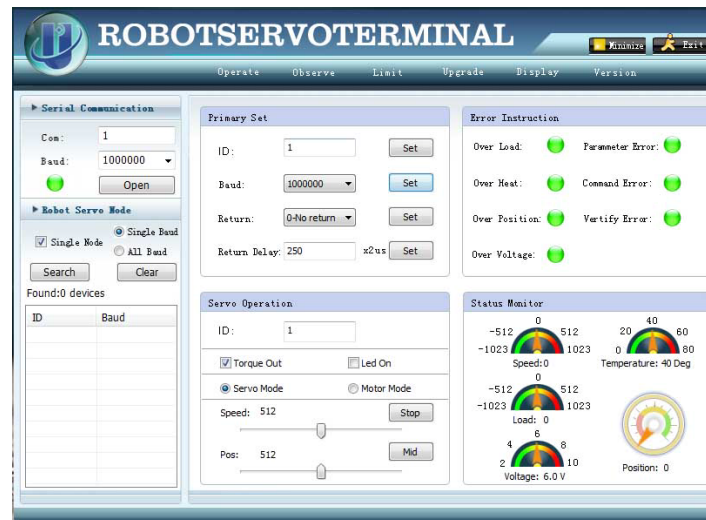 ROBOTSERVOTERMINAL
Minimize Exit
Operate Observe Limit Upgrade Display Version
Serial Communication
Com: 1
Baud: 1000000
Open
Robot Servo Mode
Single Node
Single Baud
All Baud
Search Clear
Found:0 devices
ID Baud
Primary Set
ID: 1 Set
Baud: 1000000 Set
Return: 0-No return Set
Return Delay: 250 x2us Set
Servo Operation
ID: 1
Torque Out Led On
Servo Mode Motor Mode
Speed: 512 Stop
Pos: 512 Mid
Error Instruction
Over Load: Parameter Error:
Over Heat: Command Error:
Over Position: Vertify Error:
Over Voltage:
Status Monitor
0
-512 512
-1023 1023
Speed:0
40
20 60
0 80
Temperature: 40 Deg
0
-512 512
-1023 1023
Load: 0
6
4 8
2 10
Voltage: 6.0 V
Position: 0